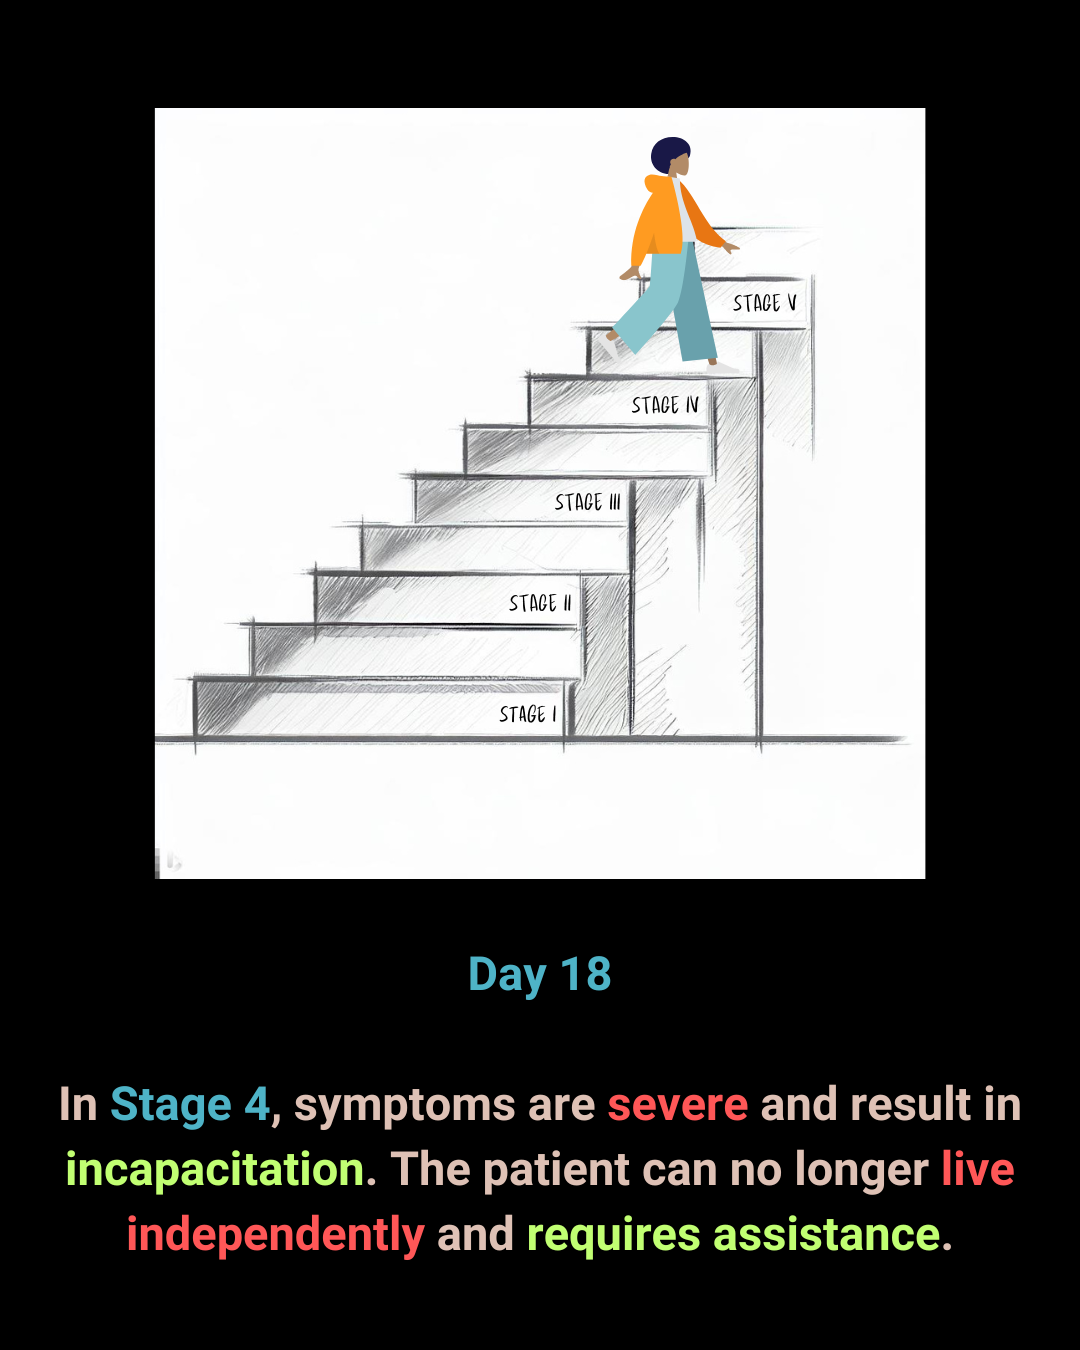 STAGE V
STAGE IV
STAGE III
STAGE II
STAGE I
Day 18
In Stage 4, symptoms are severe and result in
incapacitation. The patient can no longer live
independently and requires assistance.